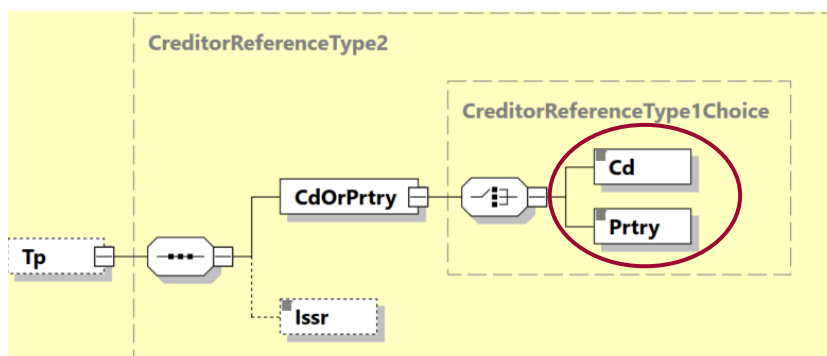 CreditorReferenceType2
CreditorReferenceType1Choice
Cd
CdOrPrtry
Prtry
Tp
Issr